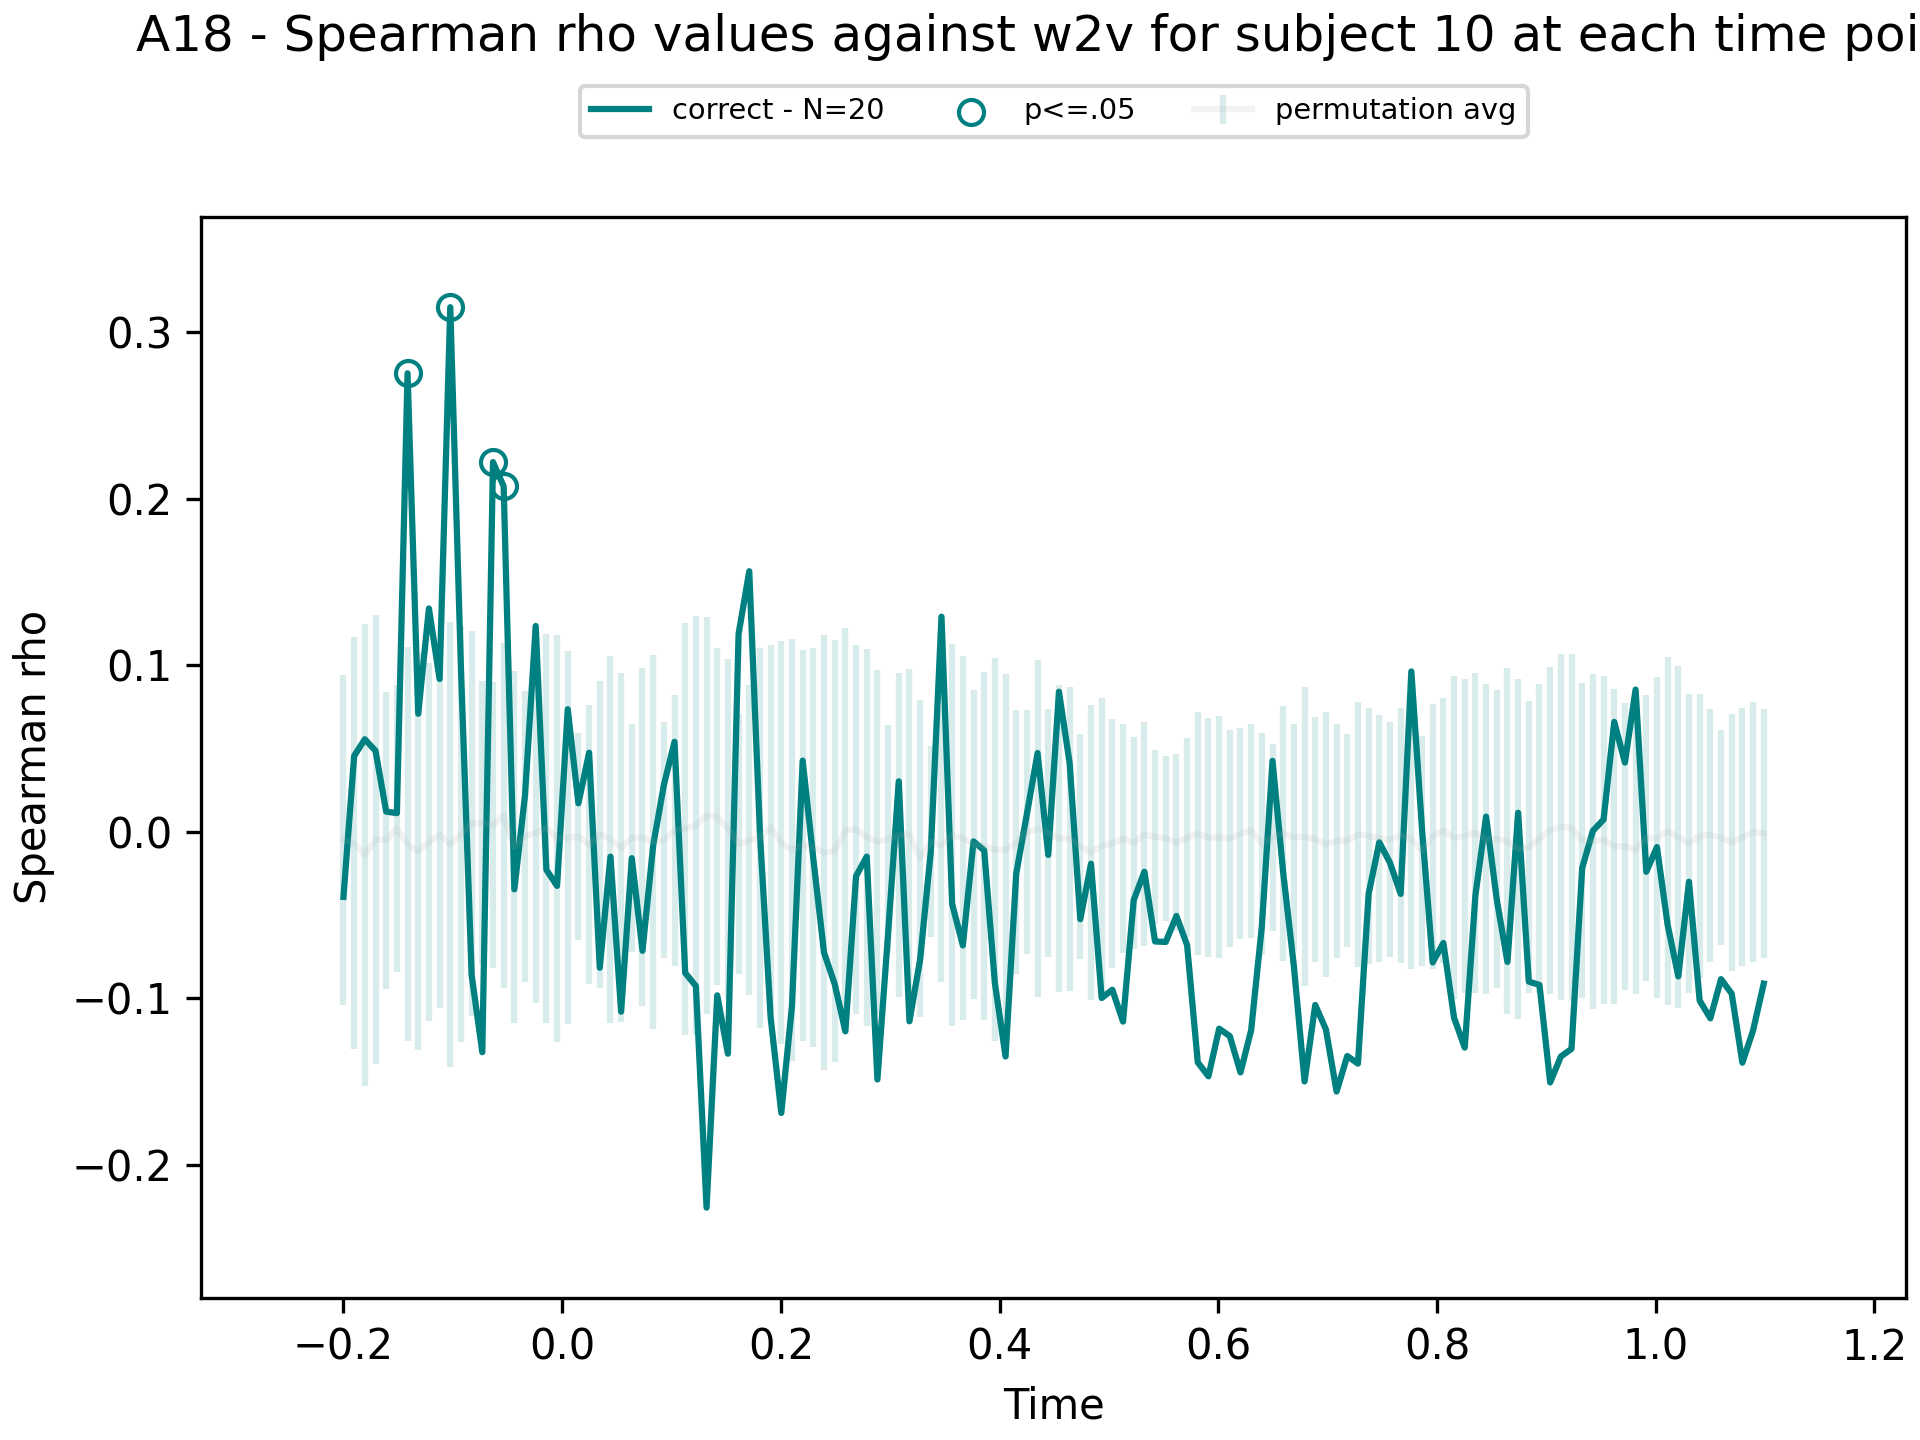 A18 - Spearman rho values against w2v for subject 10 at each time poi
correct - N=20 p<=.05 permutation avg
0.3
0.2
0.1
0.0
−0.1
−0.2
Spearman rho
−0.2 0.0 0.2 0.4 0.6 0.8 1.0 1.2
Time